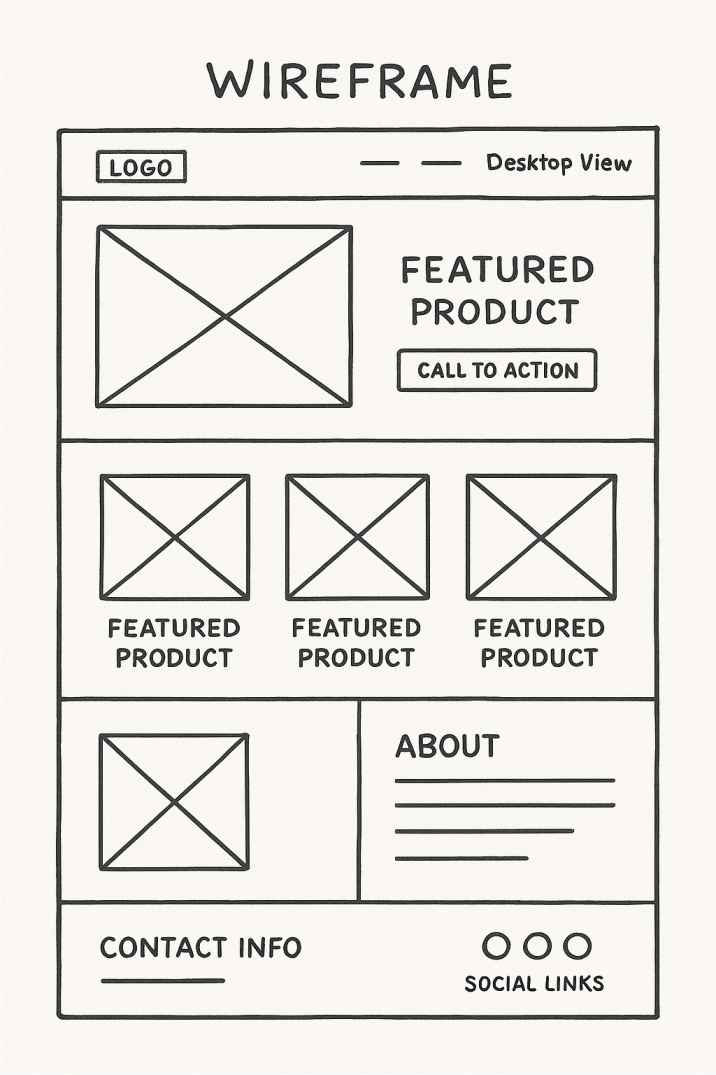 WIREFRAME
LOGO
Desktop View
FEATURED
PRODUCT
CALL TO ACTION
FEATURED
PRODUCT
FEATURED
PRODUCT
FEATURED
PRODUCT
ABOUT
CONTACT INFO
SOCIAL LINKS